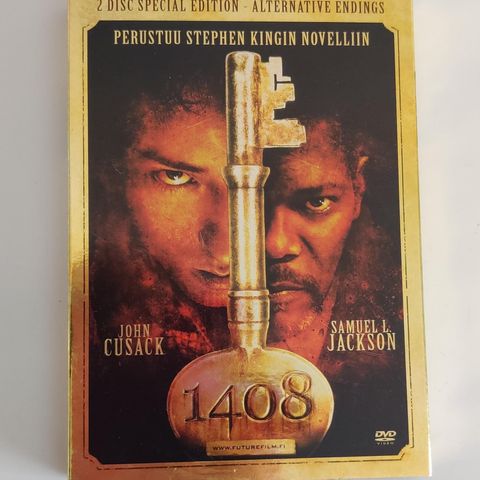 2 DISC SPECIAL EDITION - ALTERNATIVE ENDINGS
PERUSTUU STEPHEN KINGIN NOVELLIIN
JOHN
CUSACK
SAMUEL L.
JACKSON
1408
WWW.FUTUREFILM.FI
DVD
VIDEO